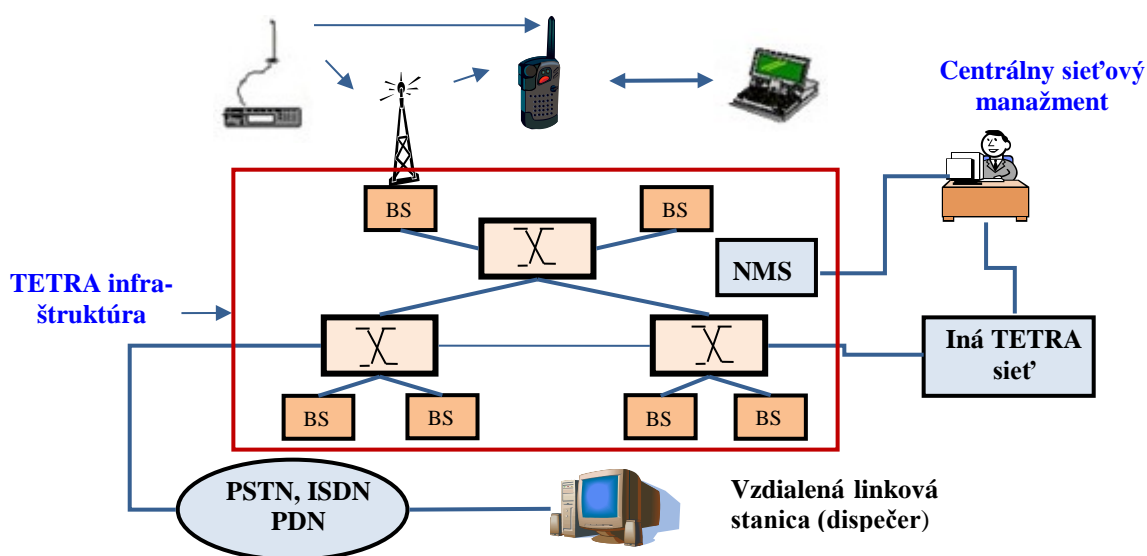 Centrálny sieťový
manažment
BS
BS
NMS
TETRA infra-
štruktúra
Iná TETRA
sieť
BS
BS
BS
BS
PSTN, ISDN
PDN
Vzdialená linková
stanica (dispečer)